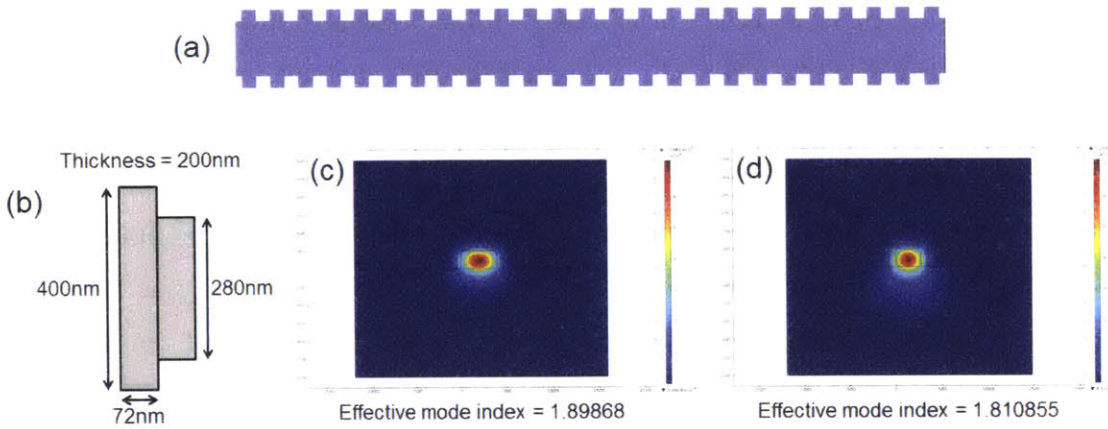 (a)
Thickness = 200nm
(b)
400nm
280nm
72nm
(c)
Effective mode index = 1.89868
(d)
Effective mode index = 1.810855